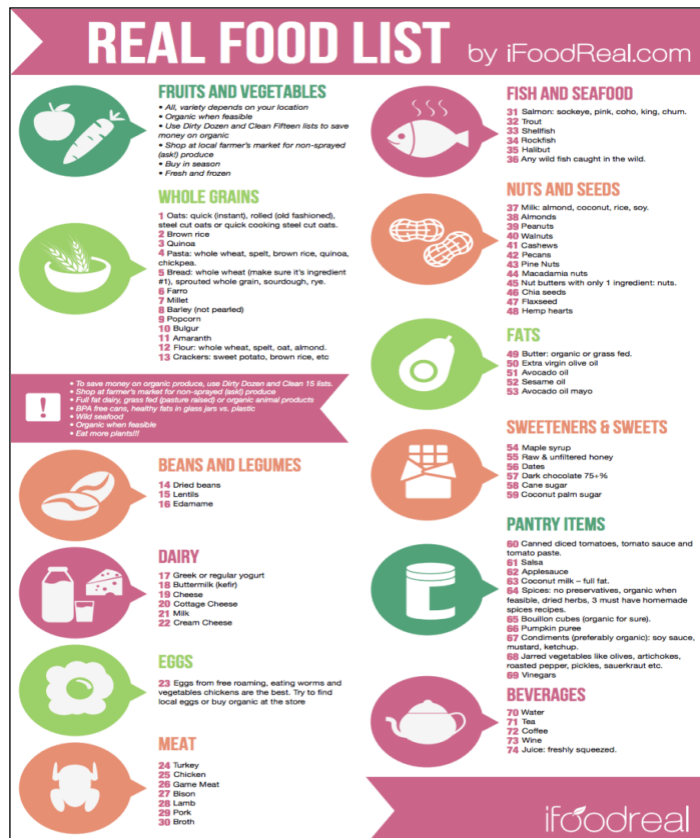 REAL FOOD LIST by iFoodReal.com
FRUITS AND VEGETABLES
• All, variety depends on your location
• Organic when feasible
• Use Dirty Dozen and Clean Fifteen lists to save
money on organic
• Shop at local farmer's market for non-sprayed
(ask!) produce
• Buy in season
• Fresh and frozen
WHOLE GRAINS
1 Oats: quick (instant), rolled (old fashioned),
steel cut oats or quick cooking steel cut oats.
2 Brown rice
3 Quinoa
4 Pasta: whole wheat, spelt, brown rice, quinoa,
chickpea.
5 Bread: whole wheat (make sure it's ingredient
#1), sprouted whole grain, sourdough, rye.
6 Farro
7 Millet
8 Barley (not pearled)
9 Popcorn
10 Bulgur
11 Amaranth
12 Flour: whole wheat, spelt, oat, almond.
13 Crackers: sweet potato, brown rice, etc
!
• To save money on organic produce, use Dirty Dozen and Clean 15 lists.
• Shop at farmer's market for non-sprayed (ask!) produce
• Full fat dairy, grass fed (pasture raised) or organic animal products
• BPA free cans, healthy fats in glass jars vs. plastic
• Wild seafood
• Organic when feasible
• Eat more plants!!!
BEANS AND LEGUMES
14 Dried beans
15 Lentils
16 Edamame
DAIRY
17 Greek or regular yogurt
18 Buttermilk (kefir)
19 Cheese
20 Cottage Cheese
21 Milk
22 Cream Cheese
EGGS
23 Eggs from free roaming, eating worms and
vegetables chickens are the best. Try to find
local eggs or buy organic at the store
MEAT
24 Turkey
25 Chicken
26 Game Meat
27 Bison
28 Lamb
29 Pork
30 Broth
FISH AND SEAFOOD
31 Salmon: sockeye, pink, coho, king, chum.
32 Trout
33 Shellfish
34 Rockfish
35 Halibut
36 Any wild fish caught in the wild.
NUTS AND SEEDS
37 Milk: almond, coconut, rice, soy.
38 Almonds
39 Peanuts
40 Walnuts
41 Cashews
42 Pecans
43 Pine Nuts
44 Macadamia nuts
45 Nut butters with only 1 ingredient: nuts.
46 Chia seeds
47 Flaxseed
48 Hemp hearts
FATS
49 Butter: organic or grass fed.
50 Extra virgin olive oil
51 Avocado oil
52 Sesame oil
53 Avocado oil mayo
SWEETENERS & SWEETS
54 Maple syrup
55 Raw & unfiltered honey
56 Dates
57 Dark chocolate 75+%
58 Cane sugar
59 Coconut palm sugar
PANTRY ITEMS
60 Canned diced tomatoes, tomato sauce and
tomato paste.
61 Salsa
62 Applesauce
63 Coconut milk – full fat.
64 Spices: no preservatives, organic when
feasible, dried herbs, 3 must have homemade
spices recipes.
65 Bouillon cubes (organic for sure).
66 Pumpkin puree
67 Condiments (preferably organic): soy sauce,
mustard, ketchup.
68 Jarred vegetables like olives, artichokes,
roasted pepper, pickles, sauerkraut etc.
69 Vinegars
BEVERAGES
70 Water
71 Tea
72 Coffee
73 Wine
74 Juice: freshly squeezed.
ifoodreal